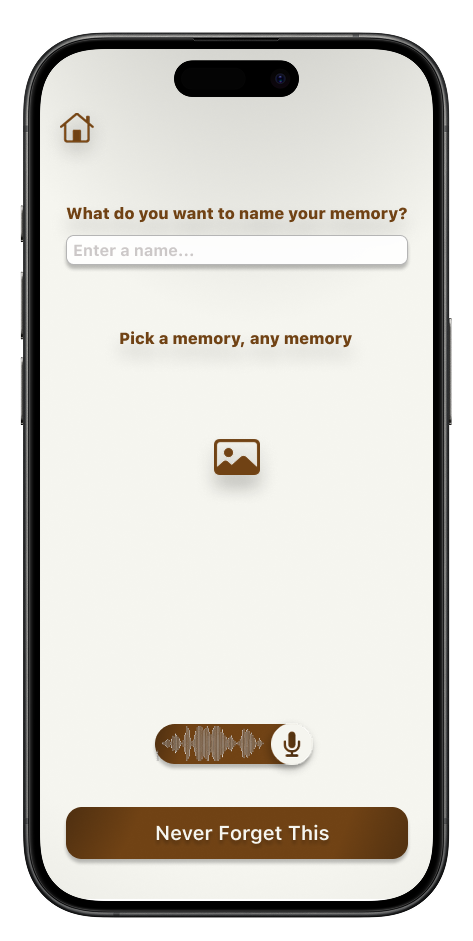 What do you want to name your memory?
Enter a name...
Pick a memory, any memory
Never Forget This